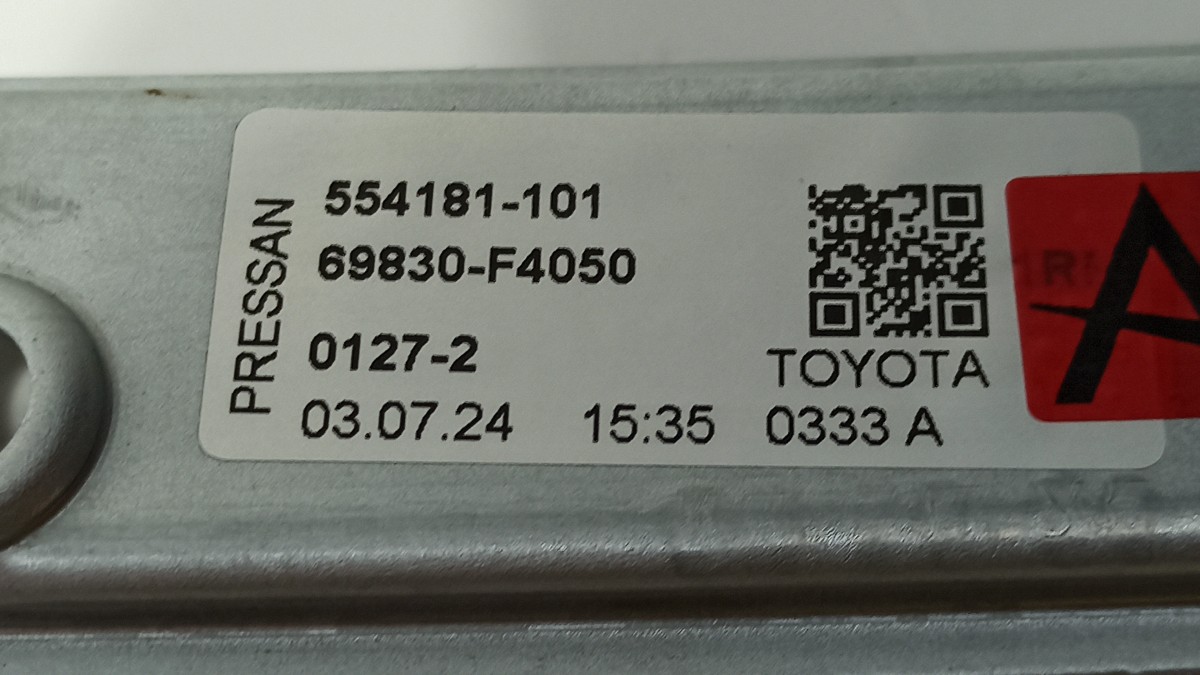 PRESSAN
554181-101
69830-F4050
0127-2
TOYOTA
03.07.24 15:35 0333 A
A